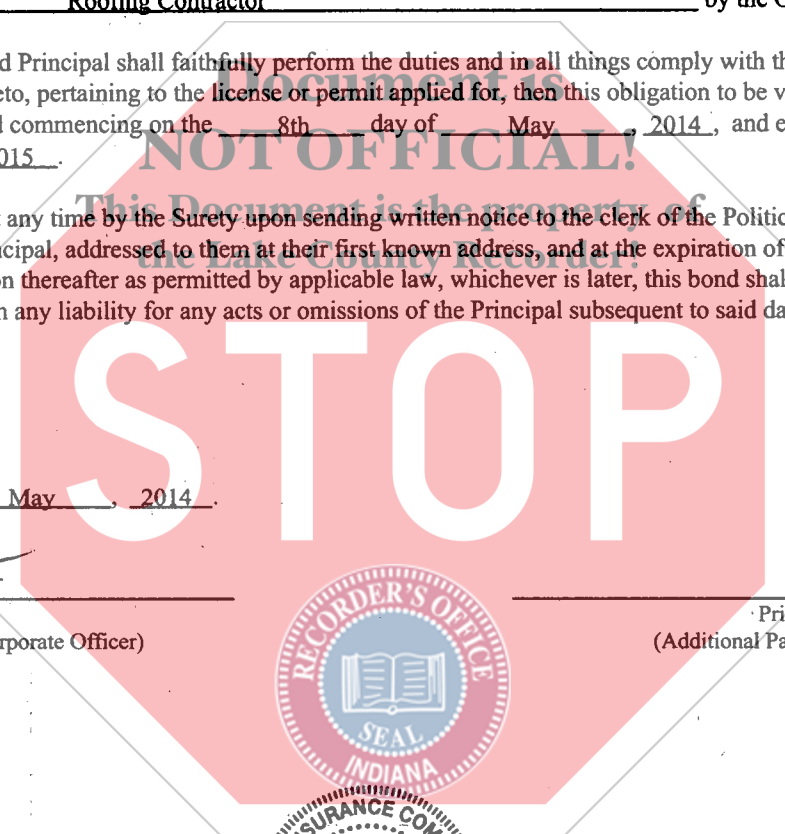 Roofing Contractor by the
d Principal shall faithfully perform the duties and in all things comply with th
Document is
eto, pertaining to the license or permit applied for, then this obligation to be v
d commencing on the 8th day of May, 2014, and e
NOT OFFICIAL!
015.
This Document is the property of
any time by the Surety upon sending written notice to the clerk of the Politic
the Lake County Recorder!
cipal, addressed to them at their first known address, and at the expiration of
on thereafter as permitted by applicable law, whichever is later, this bond shal
n any liability for any acts or omissions of the Principal subsequent to said da
STOP
May, 2014.
Pri
rporate Officer) (Additional Pa
RECORDER'S OFFICE
SEAL
INDIANA
SURANCE COM